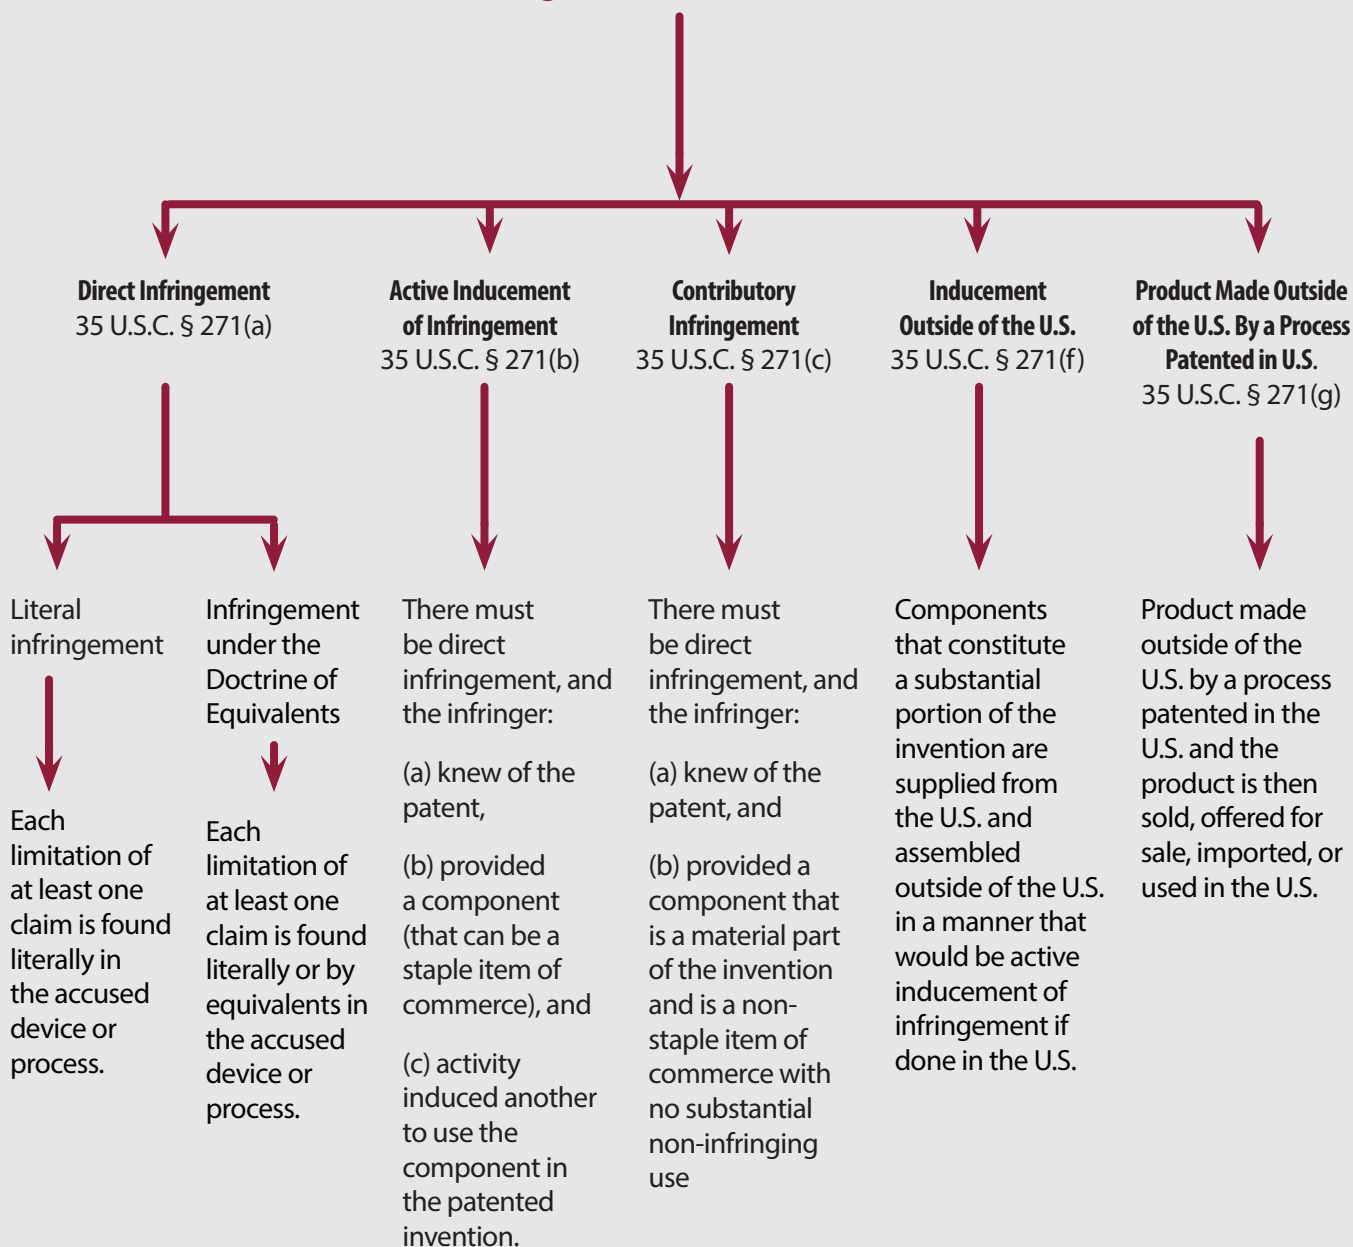 Direct Infringement
35 U.S.C. § 271(a)
Active Inducement
of Infringement
35 U.S.C. § 271(b)
Contributory
Infringement
35 U.S.C. § 271(c)
Inducement
Outside of the U.S.
35 U.S.C. § 271(f)
Product Made Outside
of the U.S. By a Process
Patented in U.S.
35 U.S.C. § 271(g)
Literal
infringement
Each
limitation of
at least one
claim is found
literally in
the accused
device or
process.
Infringement
under the
Doctrine of
Equivalents
Each
limitation of
at least one
claim is found
literally or by
equivalents in
the accused
device or
process.
There must
be direct
infringement, and
the infringer:
(a) knew of the
patent,
(b) provided
a component
(that can be a
staple item of
commerce), and
(c) activity
induced another
to use the
component in
the patented
invention.
There must
be direct
infringement, and
the infringer:
(a) knew of the
patent, and
(b) provided a
component that
is a material part
of the invention
and is a non-
staple item of
commerce with
no substantial
non-infringing
use
Components
that constitute
a substantial
portion of the
invention are
supplied from
the U.S. and
assembled
outside of the U.S.
in a manner that
would be active
inducement of
infringement if
done in the U.S.
Product made
outside of the
U.S. by a process
patented in the
U.S. and the
product is then
sold, offered for
sale, imported, or
used in the U.S.